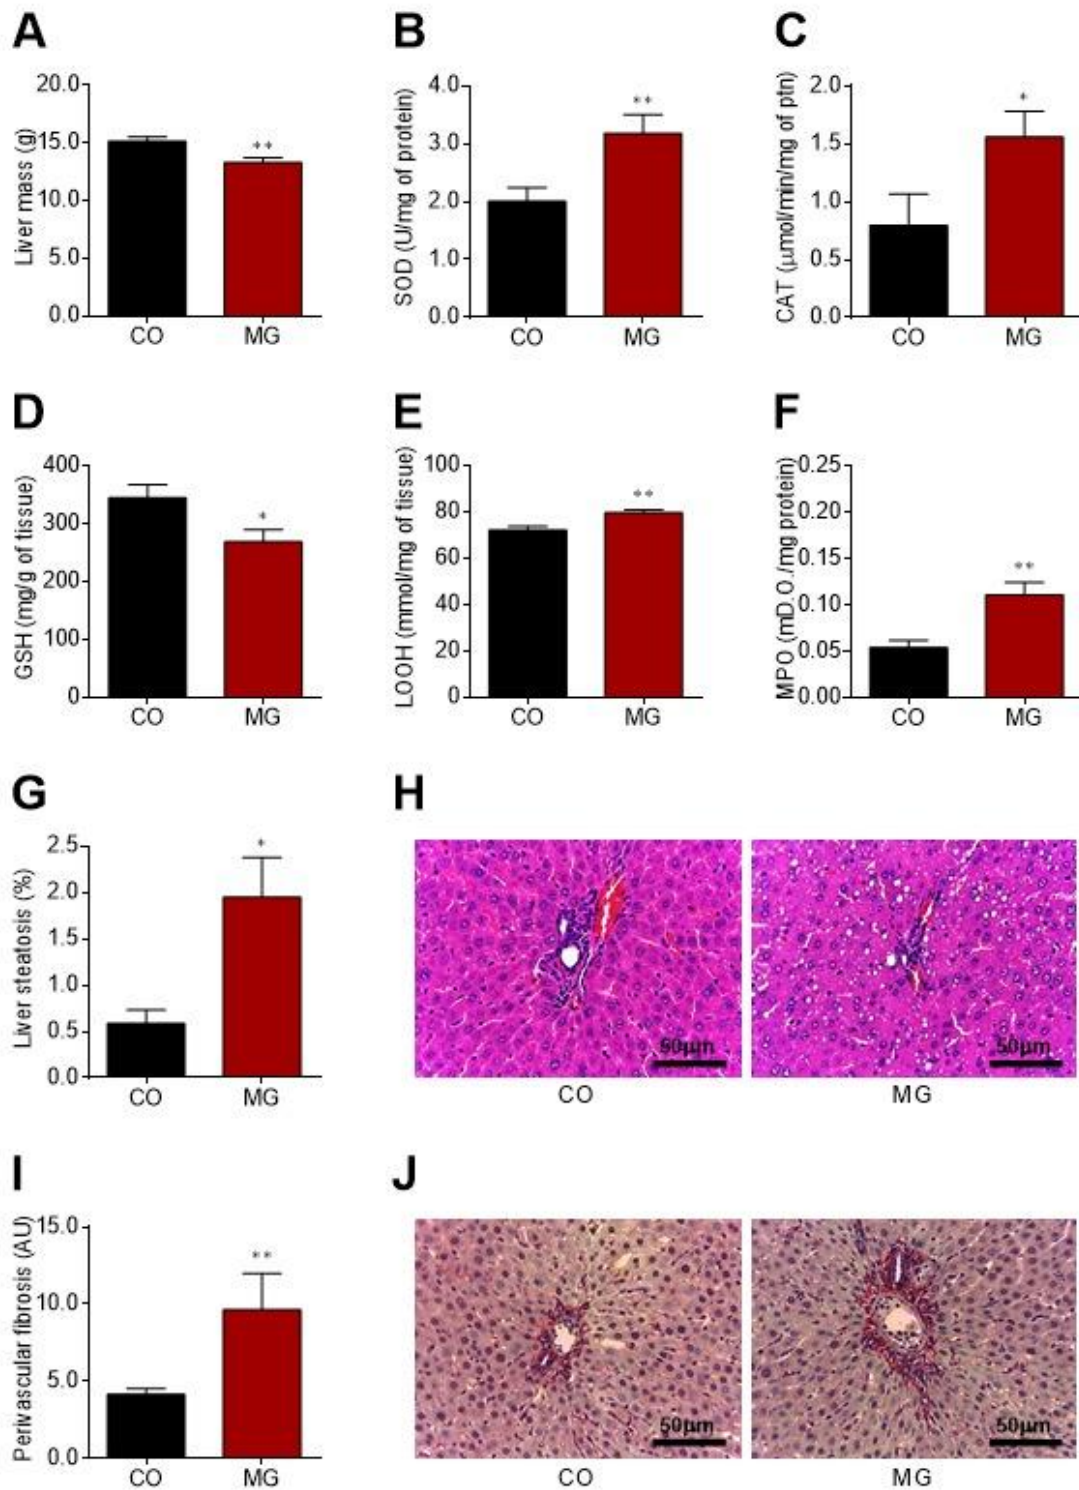 A
Liver mass (g)
20.0
15.0
10.0
5.0
0.0
**
CO MG
B
SOD (U/mg of protein)
4.0
3.0
2.0
1.0
0.0
**
CO MG
C
CAT (μmol/min/mg of ptn)
2.0
1.5
1.0
0.5
0.0
*
CO MG
D
GSH (mg/g of tissue)
400
300
200
100
0
*
CO MG
E
LOOH (mmol/mg of tissue)
100
80
60
40
20
0
**
CO MG
F
MPO (mD.O./mg protein)
0.25
0.20
0.15
0.10
0.05
0.00
**
CO MG
G
Liver steatosis (%)
2.5
2.0
1.5
1.0
0.5
0.0
*
CO MG
H
50μm
CO
50μm
MG
I
Perivascular fibrosis (AU)
15.0
10.0
5.0
0.0
**
CO MG
J
50μm
CO
50μm
MG